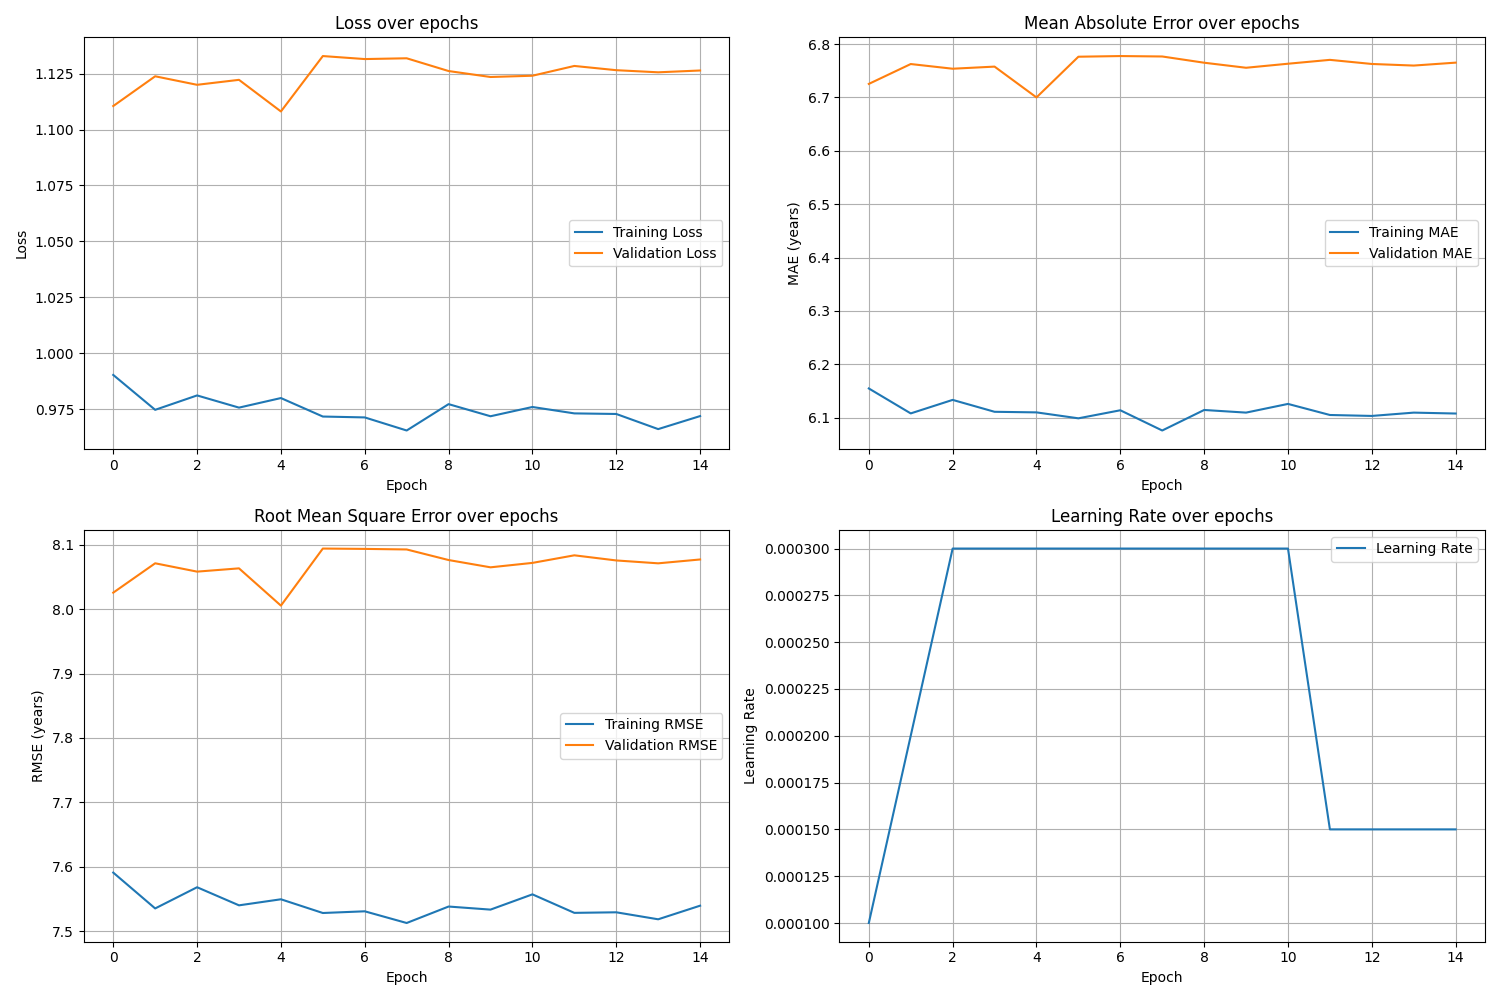 Loss over epochs
1.125
1.100
1.075
1.050
1.025
1.000
0.975
Loss
Training Loss
Validation Loss
0 2 4 6 8 10 12 14
Epoch
Mean Absolute Error over epochs
6.8
6.7
6.6
6.5
6.4
6.3
6.2
6.1
MAE (years)
Training MAE
Validation MAE
0 2 4 6 8 10 12 14
Epoch
Root Mean Square Error over epochs
8.1
8.0
7.9
7.8
7.7
7.6
7.5
RMSE (years)
Training RMSE
Validation RMSE
0 2 4 6 8 10 12 14
Epoch
Learning Rate over epochs
0.000300
0.000275
0.000250
0.000225
0.000200
0.000175
0.000150
0.000125
0.000100
Learning Rate
Learning Rate
0 2 4 6 8 10 12 14
Epoch